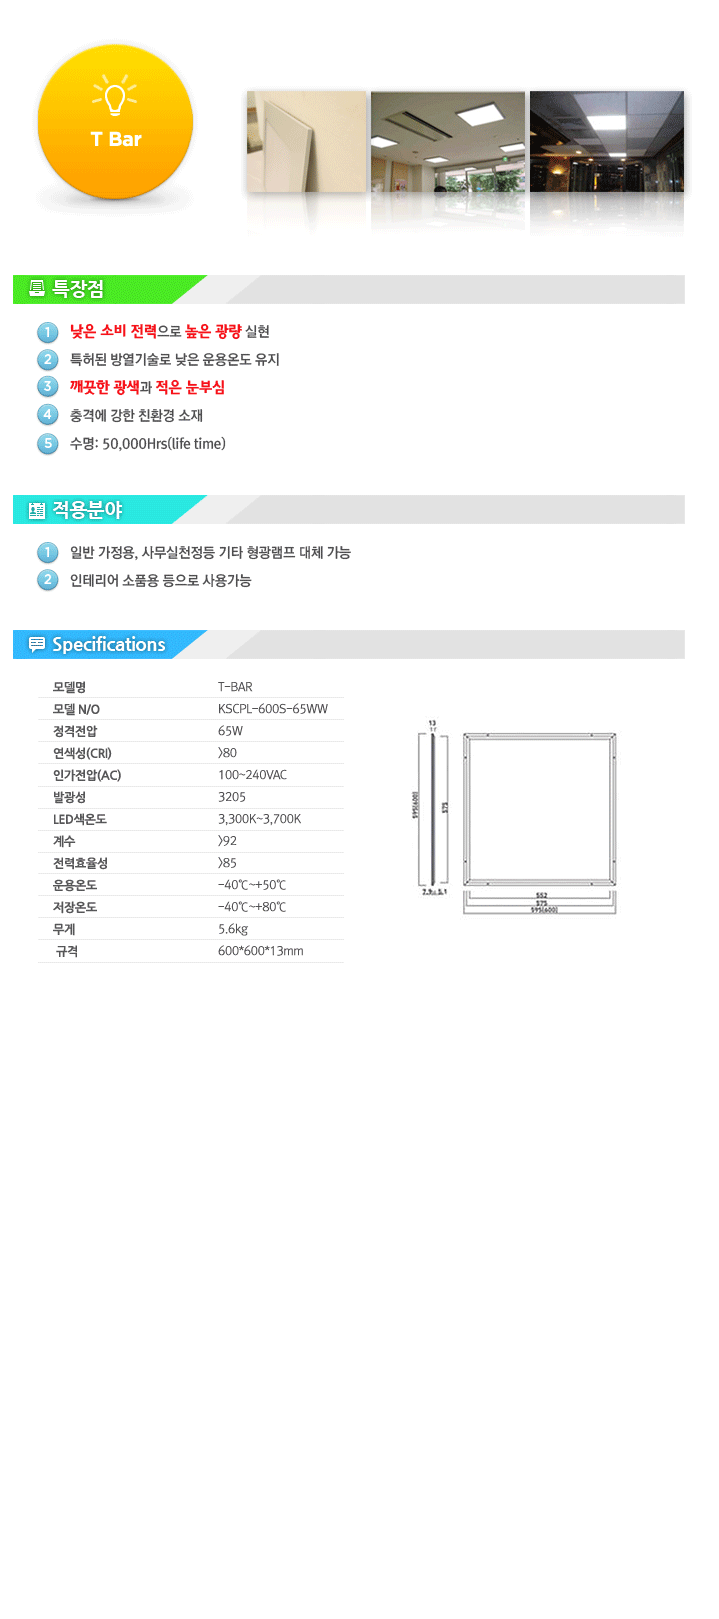 T Bar
특장점
1 낮은 소비 전력으로 높은 광량 실현
2 특허된 방열기술로 낮은 운용온도 유지
3 깨끗한 광색과 적은 눈부심
4 충격에 강한 친환경 소재
5 수명: 50,000Hrs(life time)
적용분야
1 일반 가정용, 사무실천정등 기타 형광램프 대체 가능
2 인테리어 소품용 등으로 사용가능
Specifications
모델명 T-BAR
모델 N/O KSCPL-600S-65WW
정격전압 65W
연색성(CRI) >80
인가전압(AC) 100~240VAC
발광성 3205
LED색온도 3,300K~3,700K
계수 >92
전력효율성 >85
운용온도 -40℃~+50℃
저장온도 -40℃~+80℃
무게 5.6kg
규격 600*600*13mm
13
595(600)
575
552
575
595(600)